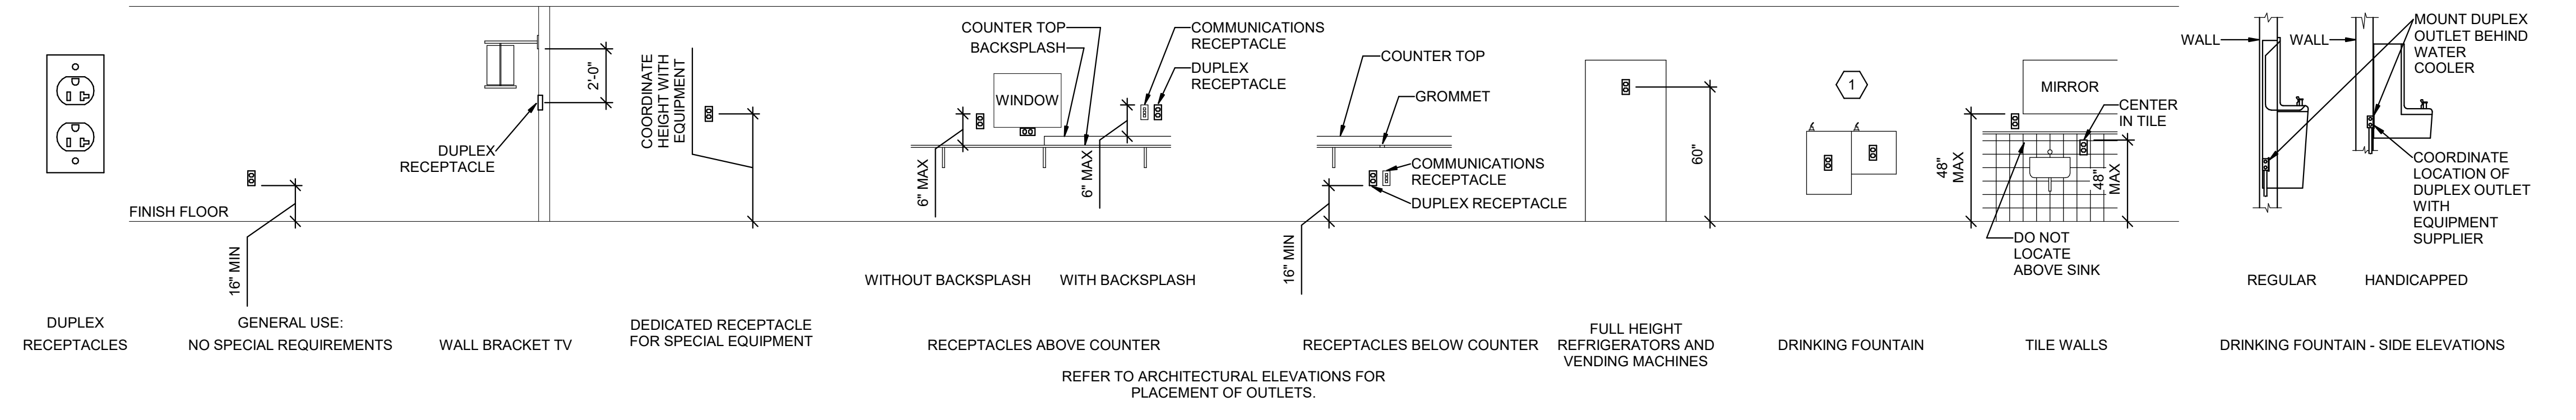 DUPLEX
RECEPTACLES
FINISH FLOOR
16" MIN
GENERAL USE:
NO SPECIAL REQUIREMENTS
2'-0"
DUPLEX
RECEPTACLE
WALL BRACKET TV
COORDINATE
HEIGHT WITH
EQUIPMENT
DEDICATED RECEPTACLE
FOR SPECIAL EQUIPMENT
COUNTER TOP
BACKSPLASH
COMMUNICATIONS
RECEPTACLE
DUPLEX
RECEPTACLE
WINDOW
6" MAX
6" MAX
WITHOUT BACKSPLASH
WITH BACKSPLASH
RECEPTACLES ABOVE COUNTER
REFER TO ARCHITECTURAL ELEVATIONS FOR
PLACEMENT OF OUTLETS.
COUNTER TOP
GROMMET
COMMUNICATIONS
RECEPTACLE
DUPLEX RECEPTACLE
16" MIN
RECEPTACLES BELOW COUNTER
60"
FULL HEIGHT
REFRIGERATORS AND
VENDING MACHINES
1
DRINKING FOUNTAIN
MIRROR
CENTER
IN TILE
48"
MAX
48"
MAX
DO NOT
LOCATE
ABOVE SINK
TILE WALLS
WALL
WALL
MOUNT DUPLEX
OUTLET BEHIND
WATER
COOLER
COORDINATE
LOCATION OF
DUPLEX OUTLET
WITH
EQUIPMENT
SUPPLIER
REGULAR
HANDICAPPED
DRINKING FOUNTAIN - SIDE ELEVATIONS